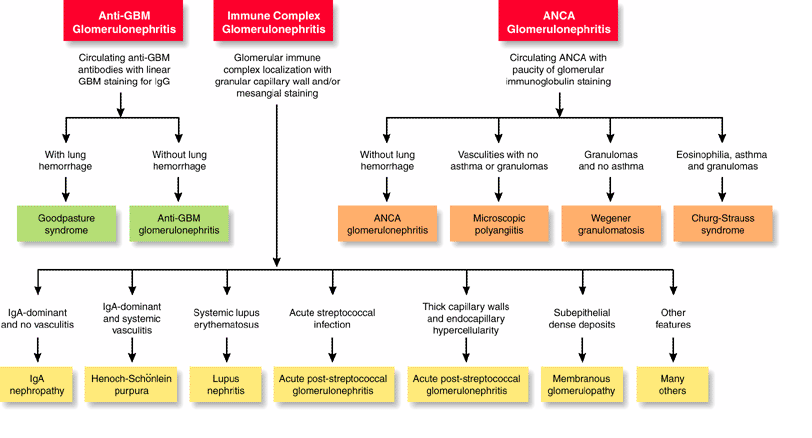 Anti-GBM
Glomerulonephritis
Immune Complex
Glomerulonephritis
ANCA
Glomerulonephritis
Circulating anti-GBM
antibodies with linear
GBM staining for IgG
Glomerular immune
complex localization with
granular capillary wall and/or
mesangial staining
Circulating ANCA with
paucity of glomerular
immunoglobulin staining
With lung
hemorrhage
Without lung
hemorrhage
Without lung
hemorrhage
Vasculities with no
asthma or granulomas
Granulomas
and no asthma
Eosinophilia, asthma
and granulomas
Goodpasture
syndrome
Anti-GBM
glomerulonephritis
ANCA
glomerulonephritis
Microscopic
polyangiitis
Wegener
granulomatosis
Churg-Strauss
syndrome
IgA-dominant
and no vasculitis
IgA-dominant
and systemic
vasculitis
Systemic lupus
erythematosus
Acute streptococcal
infection
Thick capillary walls
and endocapillary
hypercellularity
Subepithelial
dense deposits
Other
features
IgA
nephropathy
Henoch-Schönlein
purpura
Lupus
nephritis
Acute post-streptococcal
glomerulonephritis
Acute post-streptococcal
glomerulonephritis
Membranous
glomerulopathy
Many
others